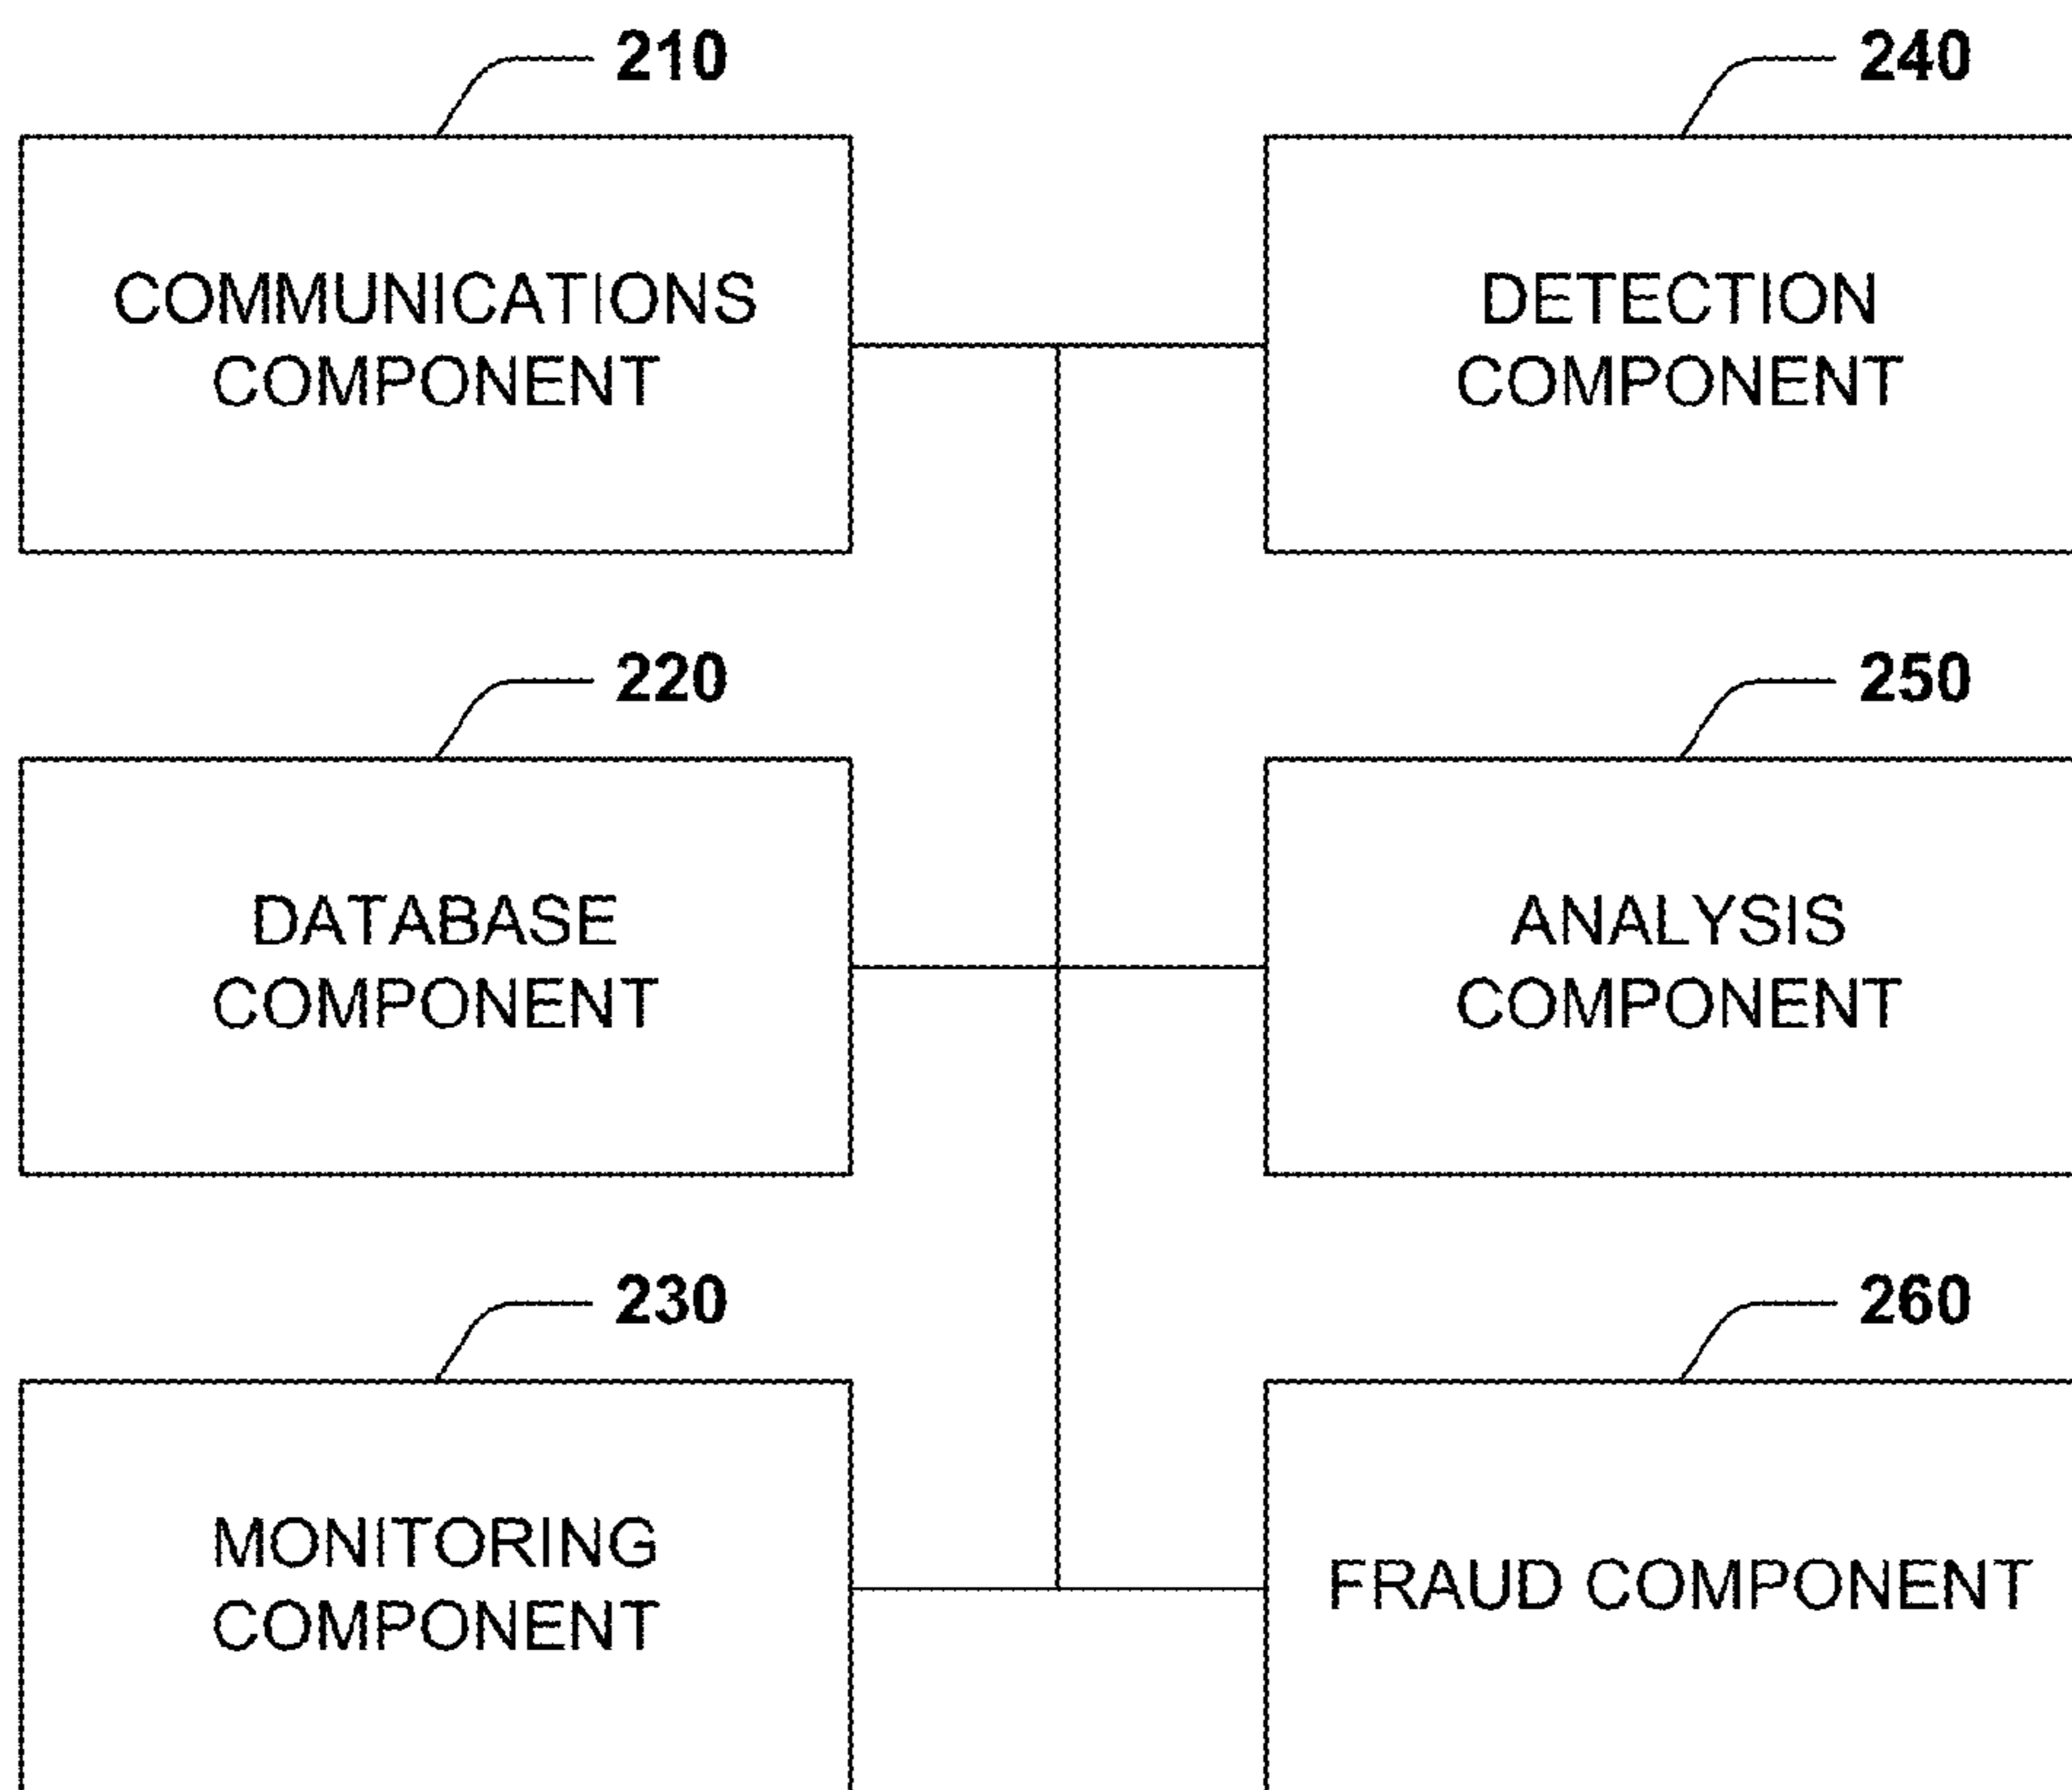 210
COMMUNICATIONS
COMPONENT
240
DETECTION
COMPONENT
220
DATABASE
COMPONENT
250
ANALYSIS
COMPONENT
230
MONITORING
COMPONENT
260
FRAUD COMPONENT